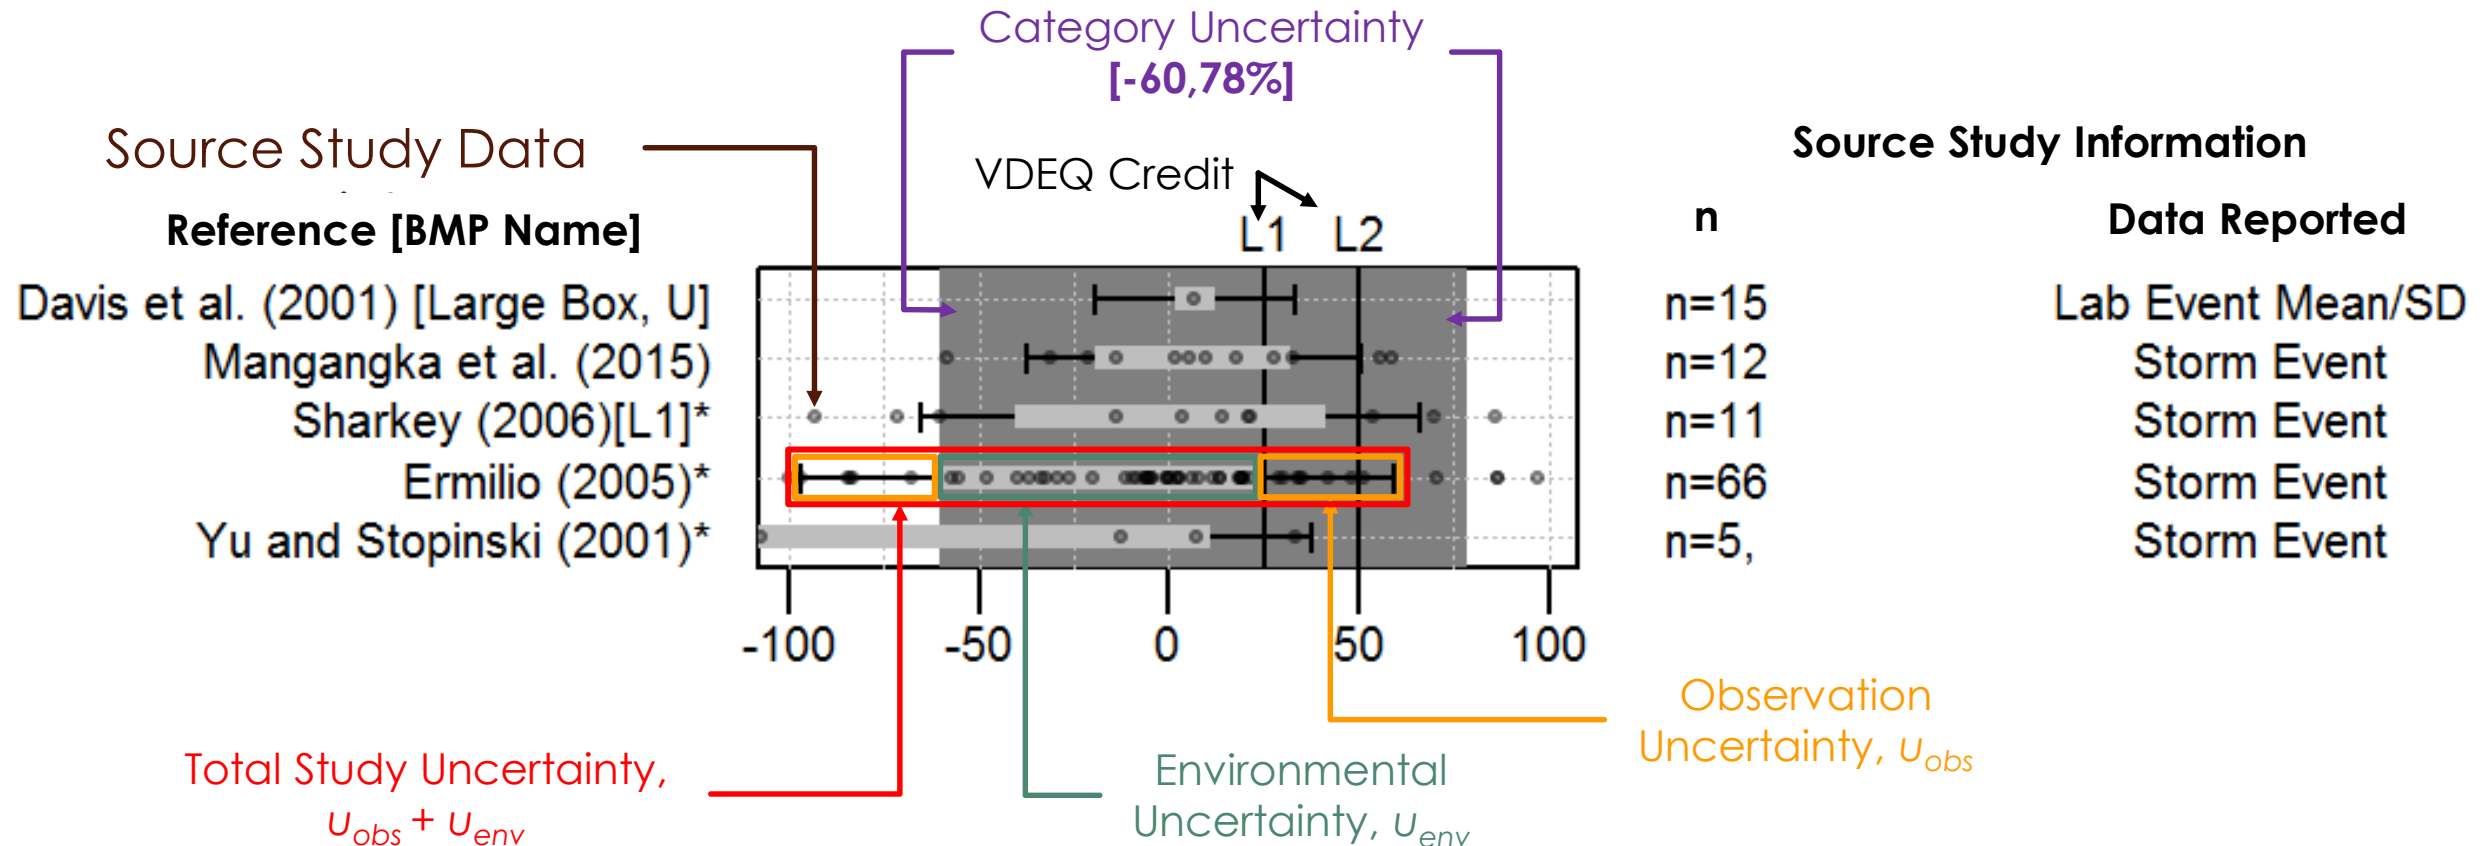 Category Uncertainty
[-60,78%]
Source Study Data
VDEQ Credit
Source Study Information
Reference [BMP Name]
L1 L2
n
Data Reported
Davis et al. (2001) [Large Box, U]
n=15
Lab Event Mean/SD
Mangangka et al. (2015)
n=12
Storm Event
Sharkey (2006)[L1]*
n=11
Storm Event
Ermilio (2005)*
n=66
Storm Event
Yu and Stopinski (2001)*
n=5,
Storm Event
-100 -50 0 50 100
Observation
Uncertainty, uobs
Total Study Uncertainty,
uobs + uenv
Environmental
Uncertainty, uenv